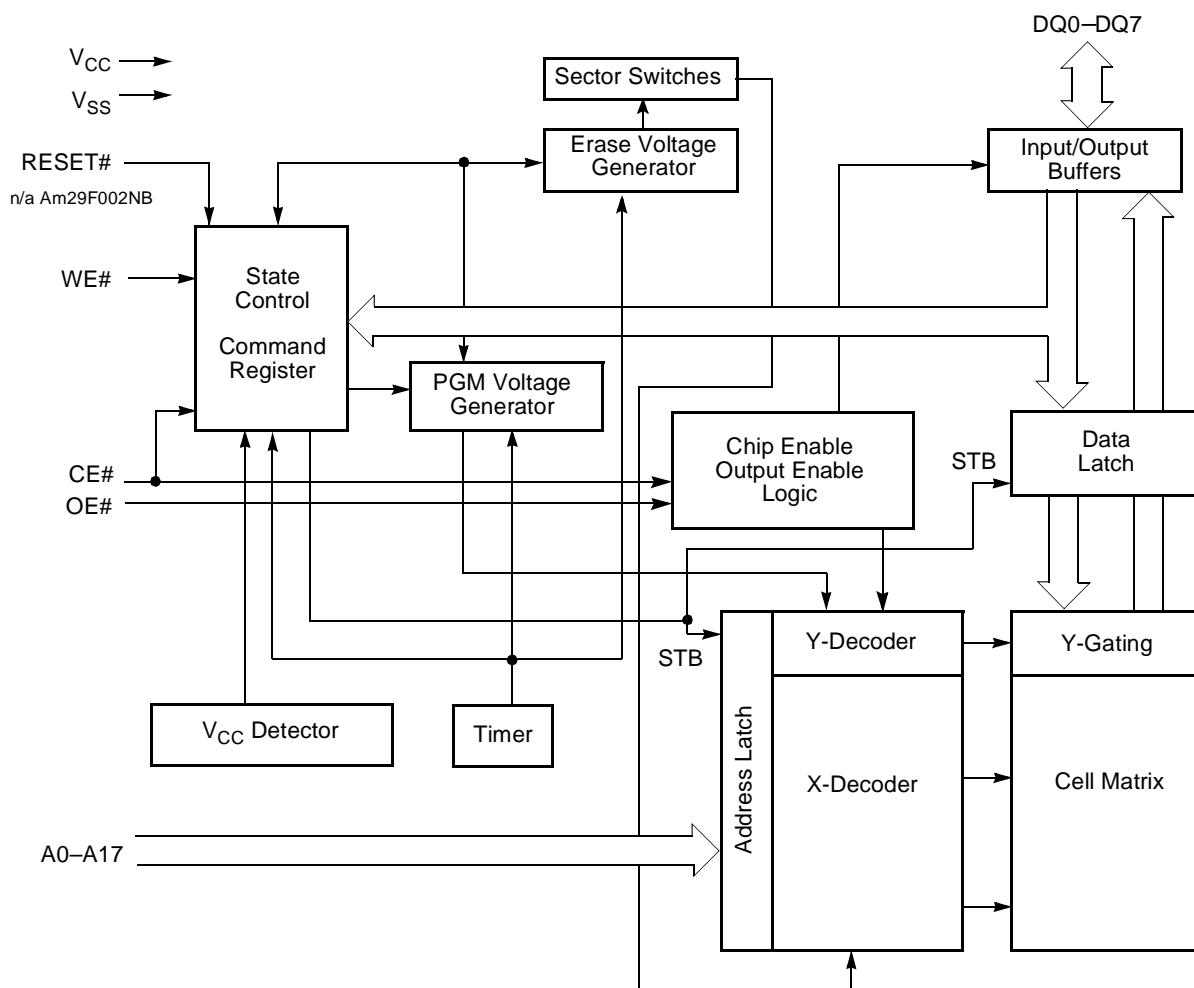 DQ0–DQ7
VCC
VSS
Sector Switches
RESET#
n/a Am29F002NB
Erase Voltage
Generator
Input/Output
Buffers
WE#
State
Control
Command
Register
PGM Voltage
Generator
Chip Enable
Output Enable
Logic
STB
Data
Latch
CE#
OE#
STB
Y-Decoder
Y-Gating
VCC Detector
Timer
Address Latch
X-Decoder
Cell Matrix
A0–A17